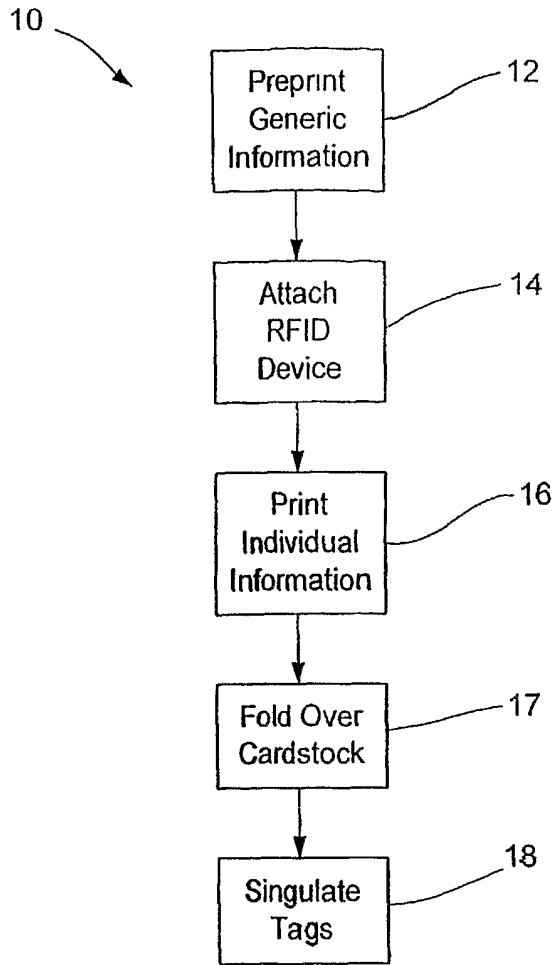 10
12
Preprint
Generic
Information
14
Attach
RFID
Device
16
Print
Individual
Information
17
Fold Over
Cardstock
18
Singulate
Tags